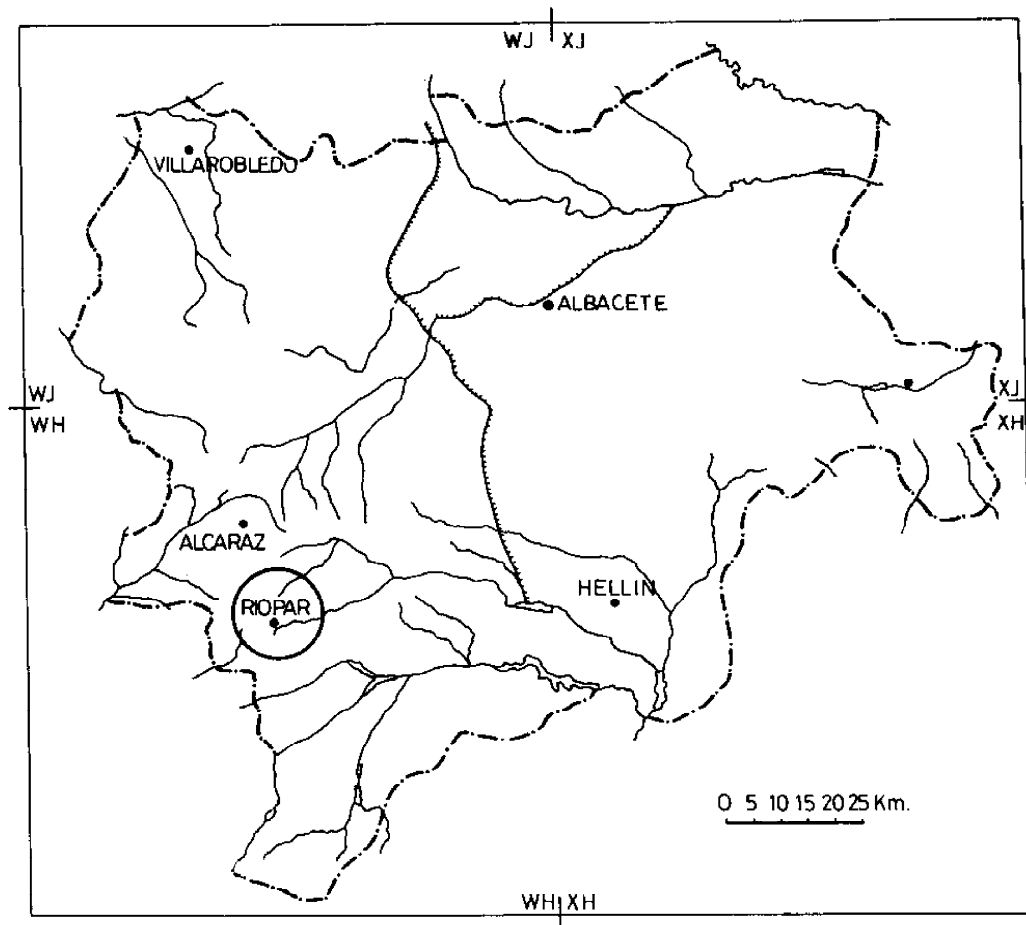 WJ XJ
VILLAROBLEDO
ALBACETE
WJ
WH
XJ
XH
ALCARAZ
RIOPAR
HELLIN
0 5 10 15 20 25 Km.
WH XH